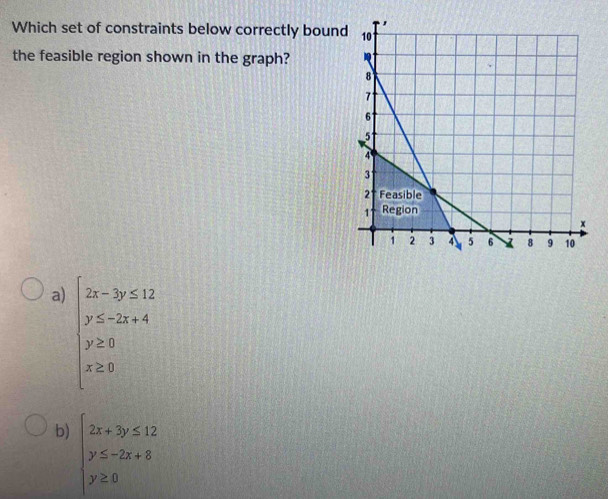 Which set of constraints below correctly bound
the feasible region shown in the graph?
10
8
7
6
5
4
3
2 Feasible
1 Region
x
1 2 3 4 5 6 7 8 9 10
a) 2x - 3y ≤ 12
y ≤ -2x + 4
y ≥ 0
x ≥ 0
b) 2x + 3y ≤ 12
y ≤ -2x + 8
y ≥ 0